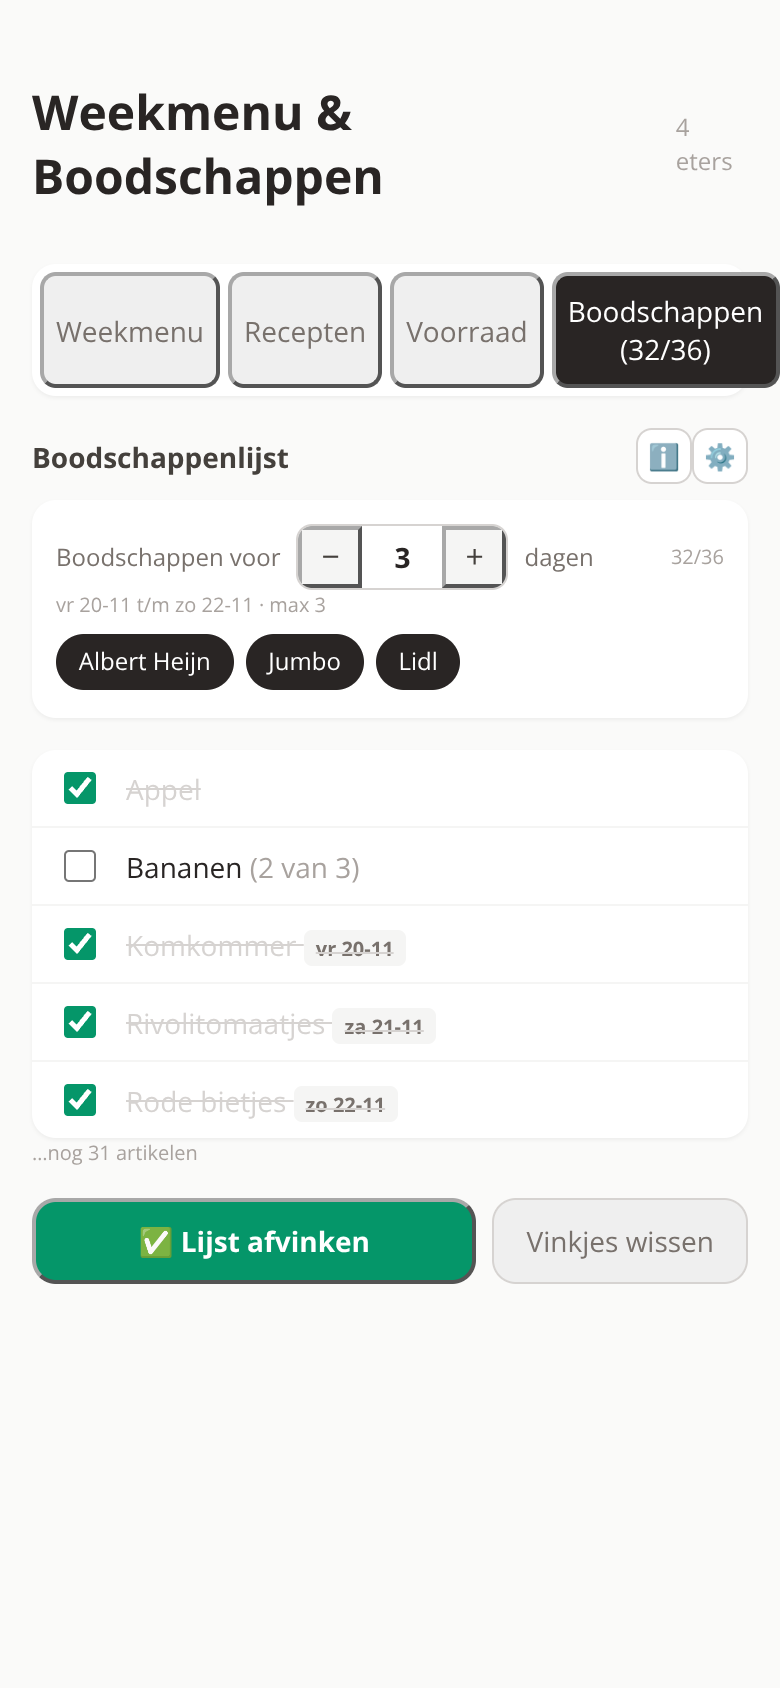 Weekmenu &
Boodschappen
4
eters
Weekmenu
Recepten
Voorraad
Boodschappen
(32/36)
Boodschappenlijst
Boodschappen voor − 3 + dagen 32/36
vr 20-11 t/m zo 22-11 · max 3
Albert Heijn Jumbo Lidl
Appel
Bananen (2 van 3)
Komkommer vr 20-11
Rivolitomaatjes za 21-11
Rode bietjes zo 22-11
...nog 31 artikelen
✅ Lijst afvinken
Vinkjes wissen